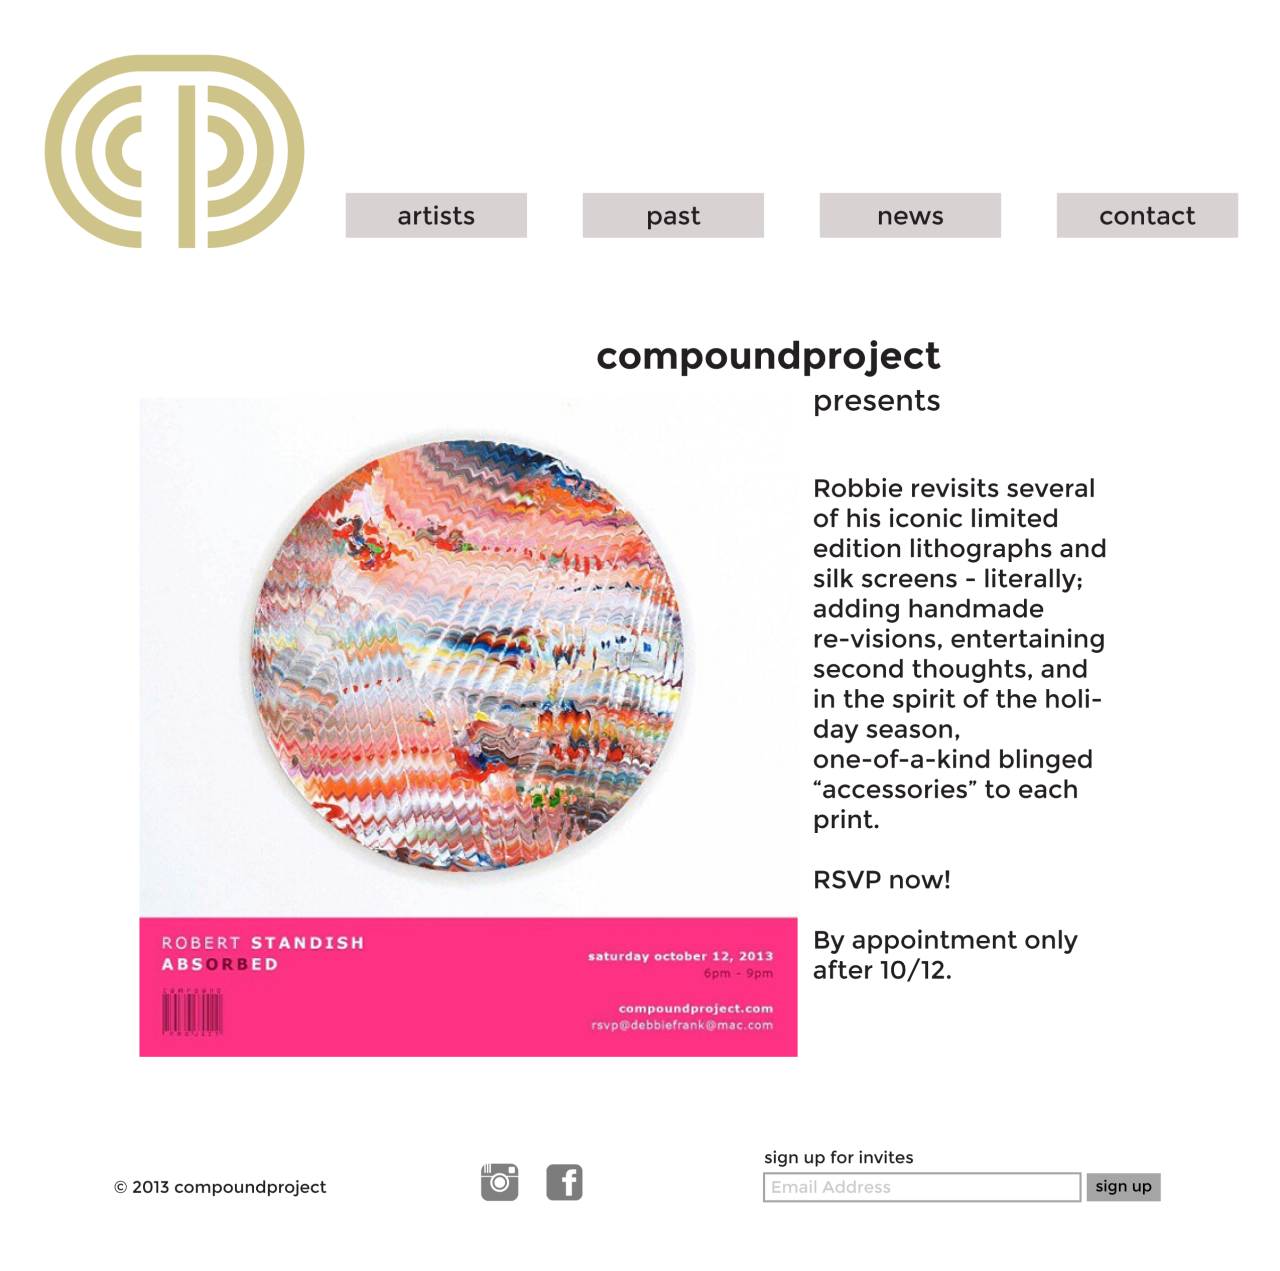 artists
past
news
contact
compoundproject
presents
Robbie revisits several
of his iconic limited
edition lithographs and
silk screens - literally;
adding handmade
re-visions, entertaining
second thoughts, and
in the spirit of the holi-
day season,
one-of-a-kind blinged
“accessories” to each
print.
RSVP now!
By appointment only
after 10/12.
ROBERT STANDISH
ABSORBED
compound
saturday october 12, 2013
6pm - 9pm
compoundproject.com
rsvp@debbiefrank@mac.com
© 2013 compoundproject
sign up for invites
Email Address
sign up